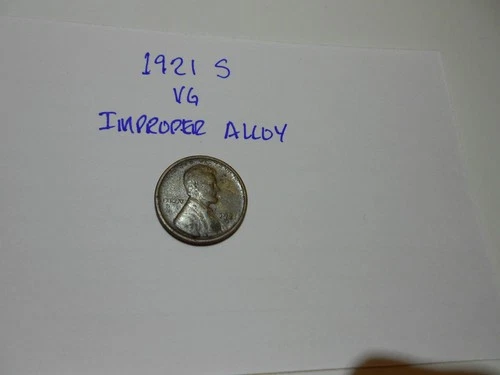 1921 S
VG
IMPROPER ALLOY